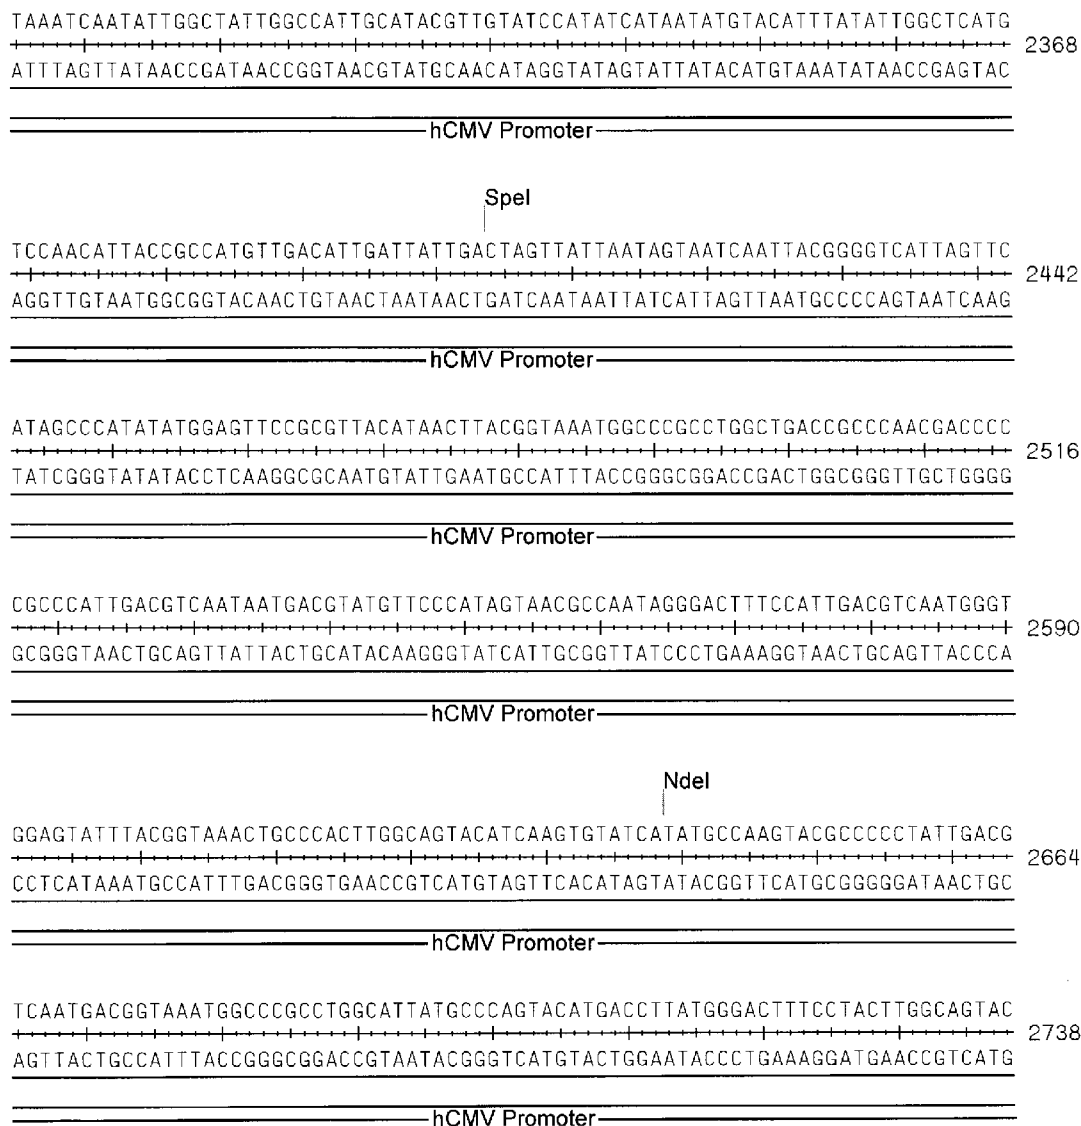 TAAATCAATATTGGCTATTGGCCATTGCATACGTTGTATCCATATCATAATATGTACATTTATATTGGCTCATG
2368
ATTTAGTTATAACCGATAACCGGTAACGTATGCAACATAGGTATAGTATTATACATGTAAATATAACCGAGTAC
hCMV Promoter
SpeI
TCCAACATTACCGCCATGTTGACATTGATTATTGACTAGTTATTAATAGTAATCAATTACGGGGTCATTAGTTC
2442
AGGTTGTAATGGCGGTACAACTGTAACTAATAACTGATCAATAATTATCATTAGTTAATGCCCCAGTAATCAAG
hCMV Promoter
ATAGCCCATATATGGAGTTCCGCGTTACATAACTTACGGTAAATGGCCCGCCTGGCTGACCGCCCAACGACCCC
2516
TATCGGGTATATACCTCAAGGCGCAATGTATTGAATGCCATTTACCGGGCGGACCGACTGGCGGGTTGCTGGGG
hCMV Promoter
CGCCCATTGACGTCAATAATGACGTATGTTCCCATAGTAACGCCAATAGGGACTTTCCATTGACGTCAATGGGT
2590
GCGGGTAACTGCAGTTATTACTGCATACAAGGGTATCATTGCGGTTATCCCTGAAAGGTAACTGCAGTTACCCA
hCMV Promoter
NdeI
GGAGTATTTACGGTAAACTGCCCACTTGGCAGTACATCAAGTGTATCATATGCCAAGTACGCCCCCTATTGACG
2664
CCTCATAAATGCCATTTGACGGGTGAACCGTCATGTAGTTCACATAGTATACGGTTCATGCGGGGGATAACTGC
hCMV Promoter
TCAATGACGGTAAATGGCCCGCCTGGCATTATGCCCAGTACATGACCTTATGGGACTTTCCTACTTGGCAGTAC
2738
AGTTACTGCCATTTACCGGGCGGACCGTAATACGGGTCATGTACTGGAATACCCTGAAAGGATGAACCGTCATG
hCMV Promoter